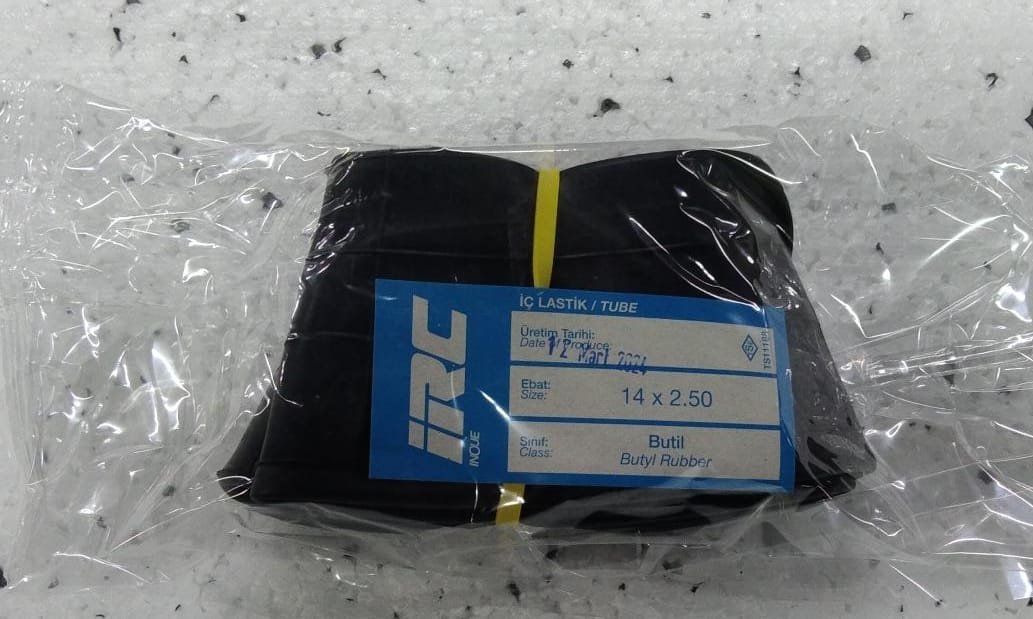 IRC
INOUE
İÇ LASTİK / TUBE
Üretim Tarihi:
Date of Produce:
12 Mart 2024
Ebat:
Size:
14 x 2.50
Sınıf:
Class:
Butil
Butyl Rubber